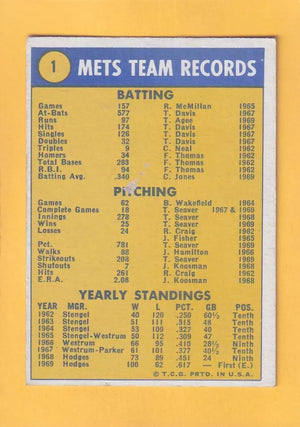 1 METS TEAM RECORDS
BATTING
Games 157 R. McMillan 1965
At-Bats 577 T. Davis 1967
Runs 97 T. Agee 1969
Hits 174 T. Davis 1967
Singles 126 T. Davis 1967
Doubles 32 T. Davis 1967
Triples 9 C. Neal 1962
Homers 34 F. Thomas 1962
Total Bases 283 F. Thomas 1962
R.B.I. 94 F. Thomas 1962
Batting Avg. .340 C. Jones 1969
PITCHING
Games 62 B. Wakefield 1964
Complete Games 18 T. Seaver 1967 & 1969
Innings 278 T. Seaver 1968
Wins 25 T. Seaver 1969
Losses 24 R. Craig 1962
J. Fisher 1965
Pct. .781 T. Seaver 1969
Walks 88 J. Hamilton 1966
Strikeouts 208 T. Seaver 1969
Shutouts 7 J. Koosman 1968
Hits 261 R. Craig 1962
E.R.A. 2.08 J. Koosman 1968
YEARLY STANDINGS
YEAR MGR. W L PCT. GB POS.
1962 Stengel 40 120 .250 60½ Tenth
1963 Stengel 51 111 .315 48 Tenth
1964 Stengel 53 109 .327 40 Tenth
1965 Stengel-Westrum 50 112 .309 47 Tenth
1966 Westrum 66 95 .410 28½ Ninth
1967 Westrum-Parker 61 101 .377 40½ Tenth
1968 Hodges 73 89 .451 24 Ninth
1969 Hodges 100 62 .617 — First (E.)
© T.C.G. PRTD. IN U.S.A.